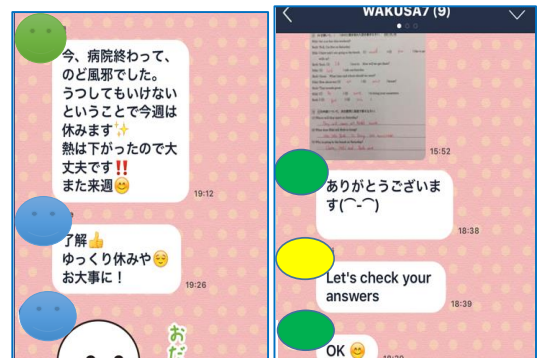 今、病院終わって、
のど風邪でした。
うつしてもいけない
ということで今週は
休みます✨
熱は下がったので大
丈夫です‼️
また来週😊
19:12
了解👍
ゆっくり休みや😌
お大事に！
19:26
おだ
WAKUSA7 (9)
15:52
ありがとうございま
す(⌒-⌒)
18:38
Let's check your
answers
18:39
OK 😊
18:39